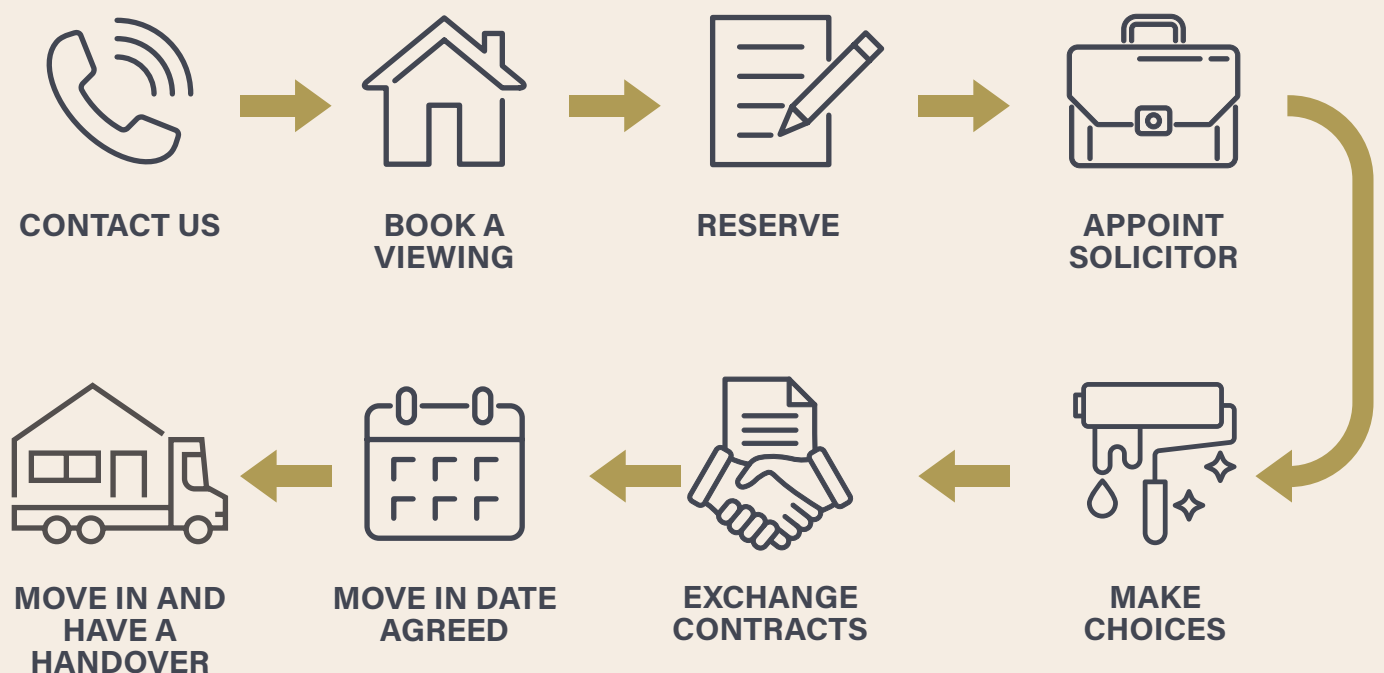 CONTACT US
BOOK A
VIEWING
RESERVE
APPOINT
SOLICITOR
MAKE
CHOICES
EXCHANGE
CONTRACTS
MOVE IN DATE
AGREED
MOVE IN AND
HAVE A
HANDOVER